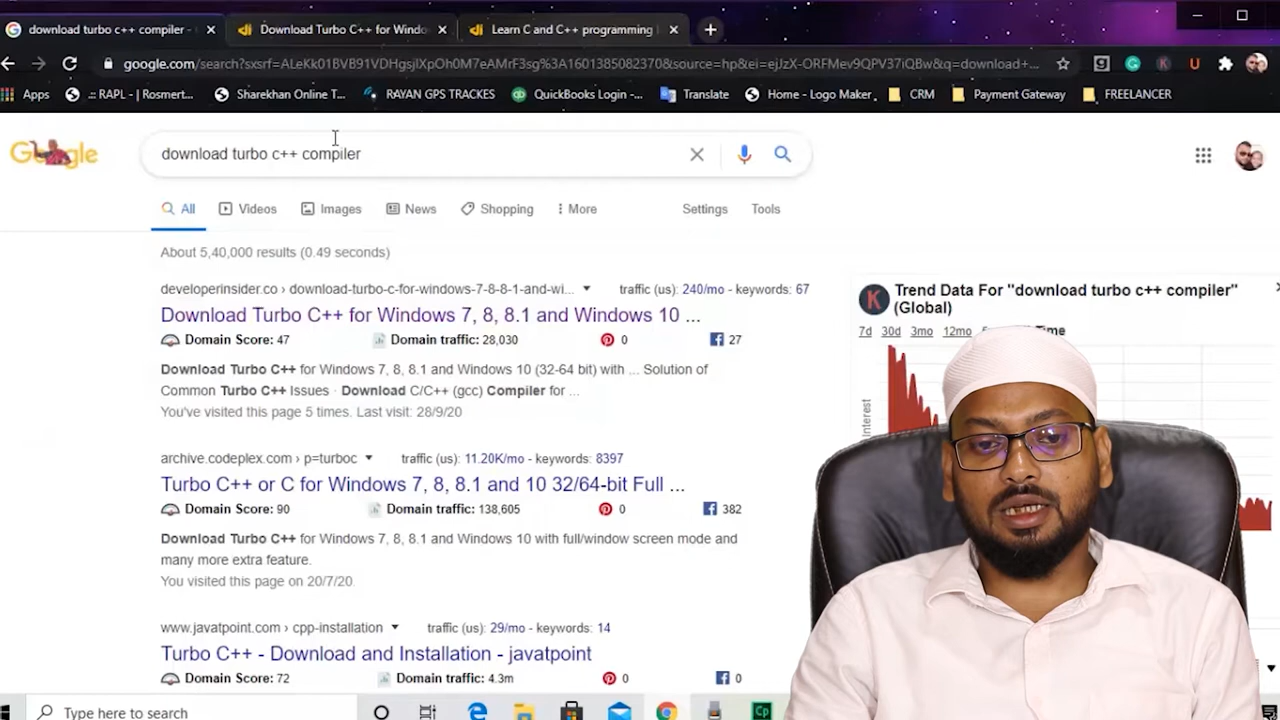 download turbo c++ compiler -
Download Turbo C++ for Windo
Learn C and C++ programming
google.com/search?sxsrf=ALeKk01BVB91VDHgsjIXpOh0M7eAMrF3sg%3A1601385082370&source=hp&ei=ejJzX-ORFMev9QPV37iQBw&q=download+...
Apps
.:: RAPL - | Rosmert...
Sharekhan Online T...
RAYAN GPS TRACKES
QuickBooks Login -...
Translate
Home - Logo Maker
CRM
Payment Gateway
FREELANCER
Google
download turbo c++ compiler
All
Videos
Images
News
Shopping
More
Settings
Tools
About 5,40,000 results (0.49 seconds)
developerinsider.co › download-turbo-c-for-windows-7-8-8-1-and-wi... traffic (us): 240/mo - keywords: 67
Download Turbo C++ for Windows 7, 8, 8.1 and Windows 10 ...
Domain Score: 47 Domain traffic: 28,030 0 27
Download Turbo C++ for Windows 7, 8, 8.1 and Windows 10 (32-64 bit) with ... Solution of
Common Turbo C++ Issues · Download C/C++ (gcc) Compiler for ...
You've visited this page 5 times. Last visit: 28/9/20
archive.codeplex.com › p=turboc traffic (us): 11.20K/mo - keywords: 8397
Turbo C++ or C for Windows 7, 8, 8.1 and 10 32/64-bit Full ...
Domain Score: 90 Domain traffic: 138,605 0 382
Download Turbo C++ for Windows 7, 8, 8.1 and Windows 10 with full/window screen mode and
many more extra feature.
You visited this page on 20/7/20.
www.javatpoint.com › cpp-installation traffic (us): 29/mo - keywords: 14
Turbo C++ - Download and Installation - javatpoint
Domain Score: 72 Domain traffic: 4.3m 0 0
K
Trend Data For "download turbo c++ compiler"
(Global)
7d 30d 3mo 12mo Time
Interest
Type here to search
Cp